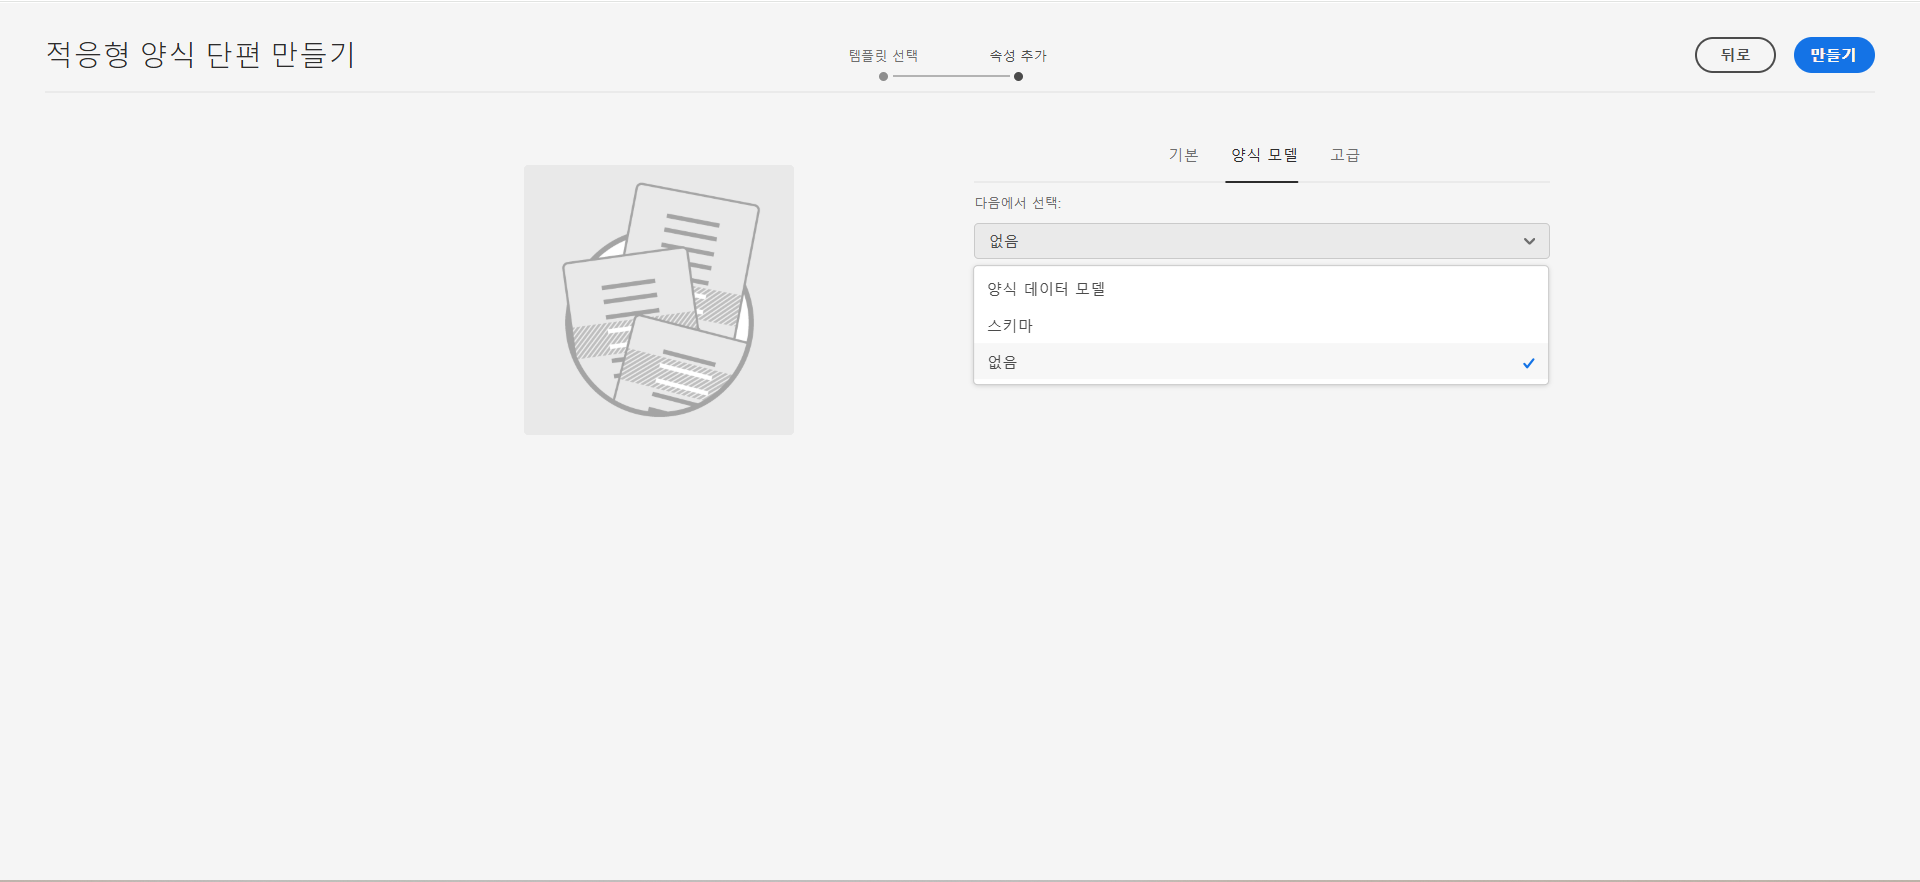 적응형 양식 단편 만들기
템플릿 선택
속성 추가
뒤로
만들기
기본
양식 모델
고급
다음에서 선택:
없음
양식 데이터 모델
스키마
없음